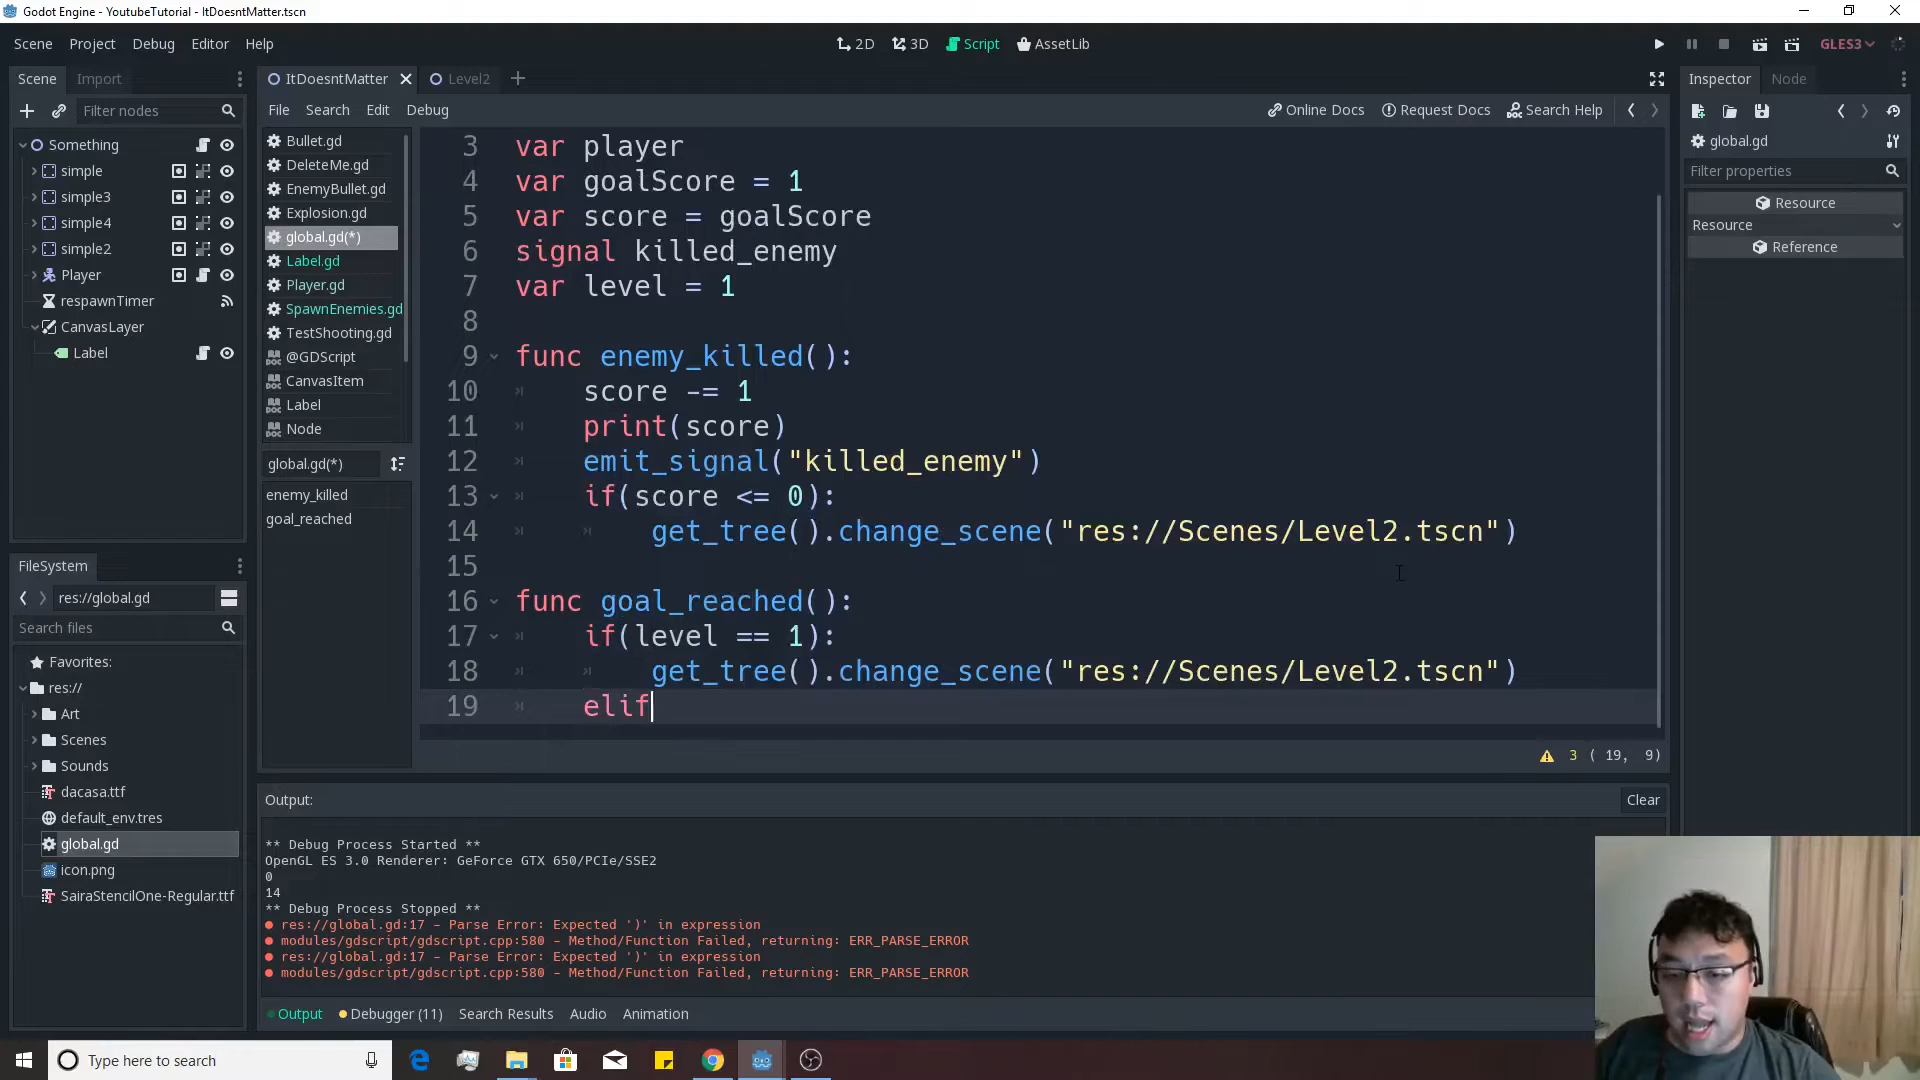 Godot Engine - YoutubeTutorial - ItDoesntMatter.tscn
Scene Project Debug Editor Help
2D 3D Script AssetLib
GLES3
Scene Import
ItDoesntMatter Level2
Inspector Node
Filter nodes
File Search Edit Debug
Online Docs Request Docs Search Help
Something
simple
simple3
simple4
simple2
Player
respawnTimer
CanvasLayer
Label
Bullet.gd
DeleteMe.gd
EnemyBullet.gd
Explosion.gd
global.gd(*)
Label.gd
Player.gd
SpawnEnemies.gd
TestShooting.gd
@GDScript
CanvasItem
Label
Node
global.gd(*)
enemy_killed
goal_reached
3 var player
4 var goalScore = 1
5 var score = goalScore
6 signal killed_enemy
7 var level = 1
8
9 func enemy_killed():
10 score -= 1
11 print(score)
12 emit_signal("killed_enemy")
13 if(score <= 0):
14 get_tree().change_scene("res://Scenes/Level2.tscn")
15
16 func goal_reached():
17 if(level == 1):
18 get_tree().change_scene("res://Scenes/Level2.tscn")
19 elif
3 ( 19, 9)
global.gd
Filter properties
Resource
Resource
Reference
FileSystem
res://global.gd
Search files
Favorites:
res://
Art
Scenes
Sounds
dacasa.ttf
default_env.tres
global.gd
icon.png
SairaStencilOne-Regular.ttf
Output:
Clear
** Debug Process Started **
OpenGL ES 3.0 Renderer: GeForce GTX 650/PCIe/SSE2
0
14
** Debug Process Stopped **
res://global.gd:17 - Parse Error: Expected ')' in expression
modules/gdscript/gdscript.cpp:580 - Method/Function Failed, returning: ERR_PARSE_ERROR
res://global.gd:17 - Parse Error: Expected ')' in expression
modules/gdscript/gdscript.cpp:580 - Method/Function Failed, returning: ERR_PARSE_ERROR
Output Debugger (11) Search Results Audio Animation
Type here to search